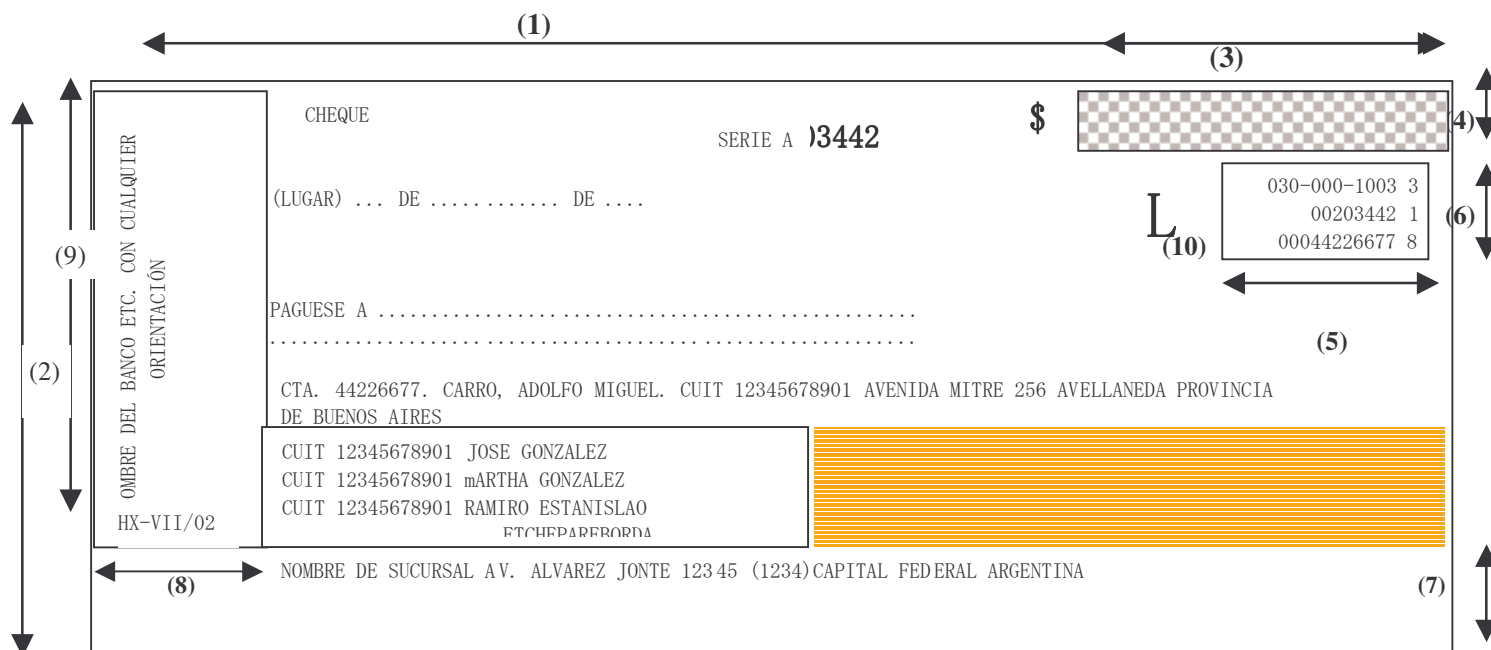 (1)
(3)
CHEQUE
$
(4)
SERIE A 03442
(LUGAR) ... DE ............ DE ....
030-000-1003 3
00203442 1
00044226677 8
L
(10)
(6)
(9)
OMBRE DEL BANCO ETC. CON CUALQUIER
ORIENTACIÓN
(2)
PAGUESE A ...................................................
.............................................................
(5)
CTA. 44226677. CARRO, ADOLFO MIGUEL. CUIT 12345678901 AVENIDA MITRE 256 AVELLANEDA PROVINCIA
DE BUENOS AIRES
CUIT 12345678901 JOSE GONZALEZ
CUIT 12345678901 mARTHA GONZALEZ
CUIT 12345678901 RAMIRO ESTANISLAO
ETCHEPAREBORDA
HX-VII/02
(8)
NOMBRE DE SUCURSAL AV. ALVAREZ JONTE 12345 (1234)CAPITAL FEDERAL ARGENTINA
(7)